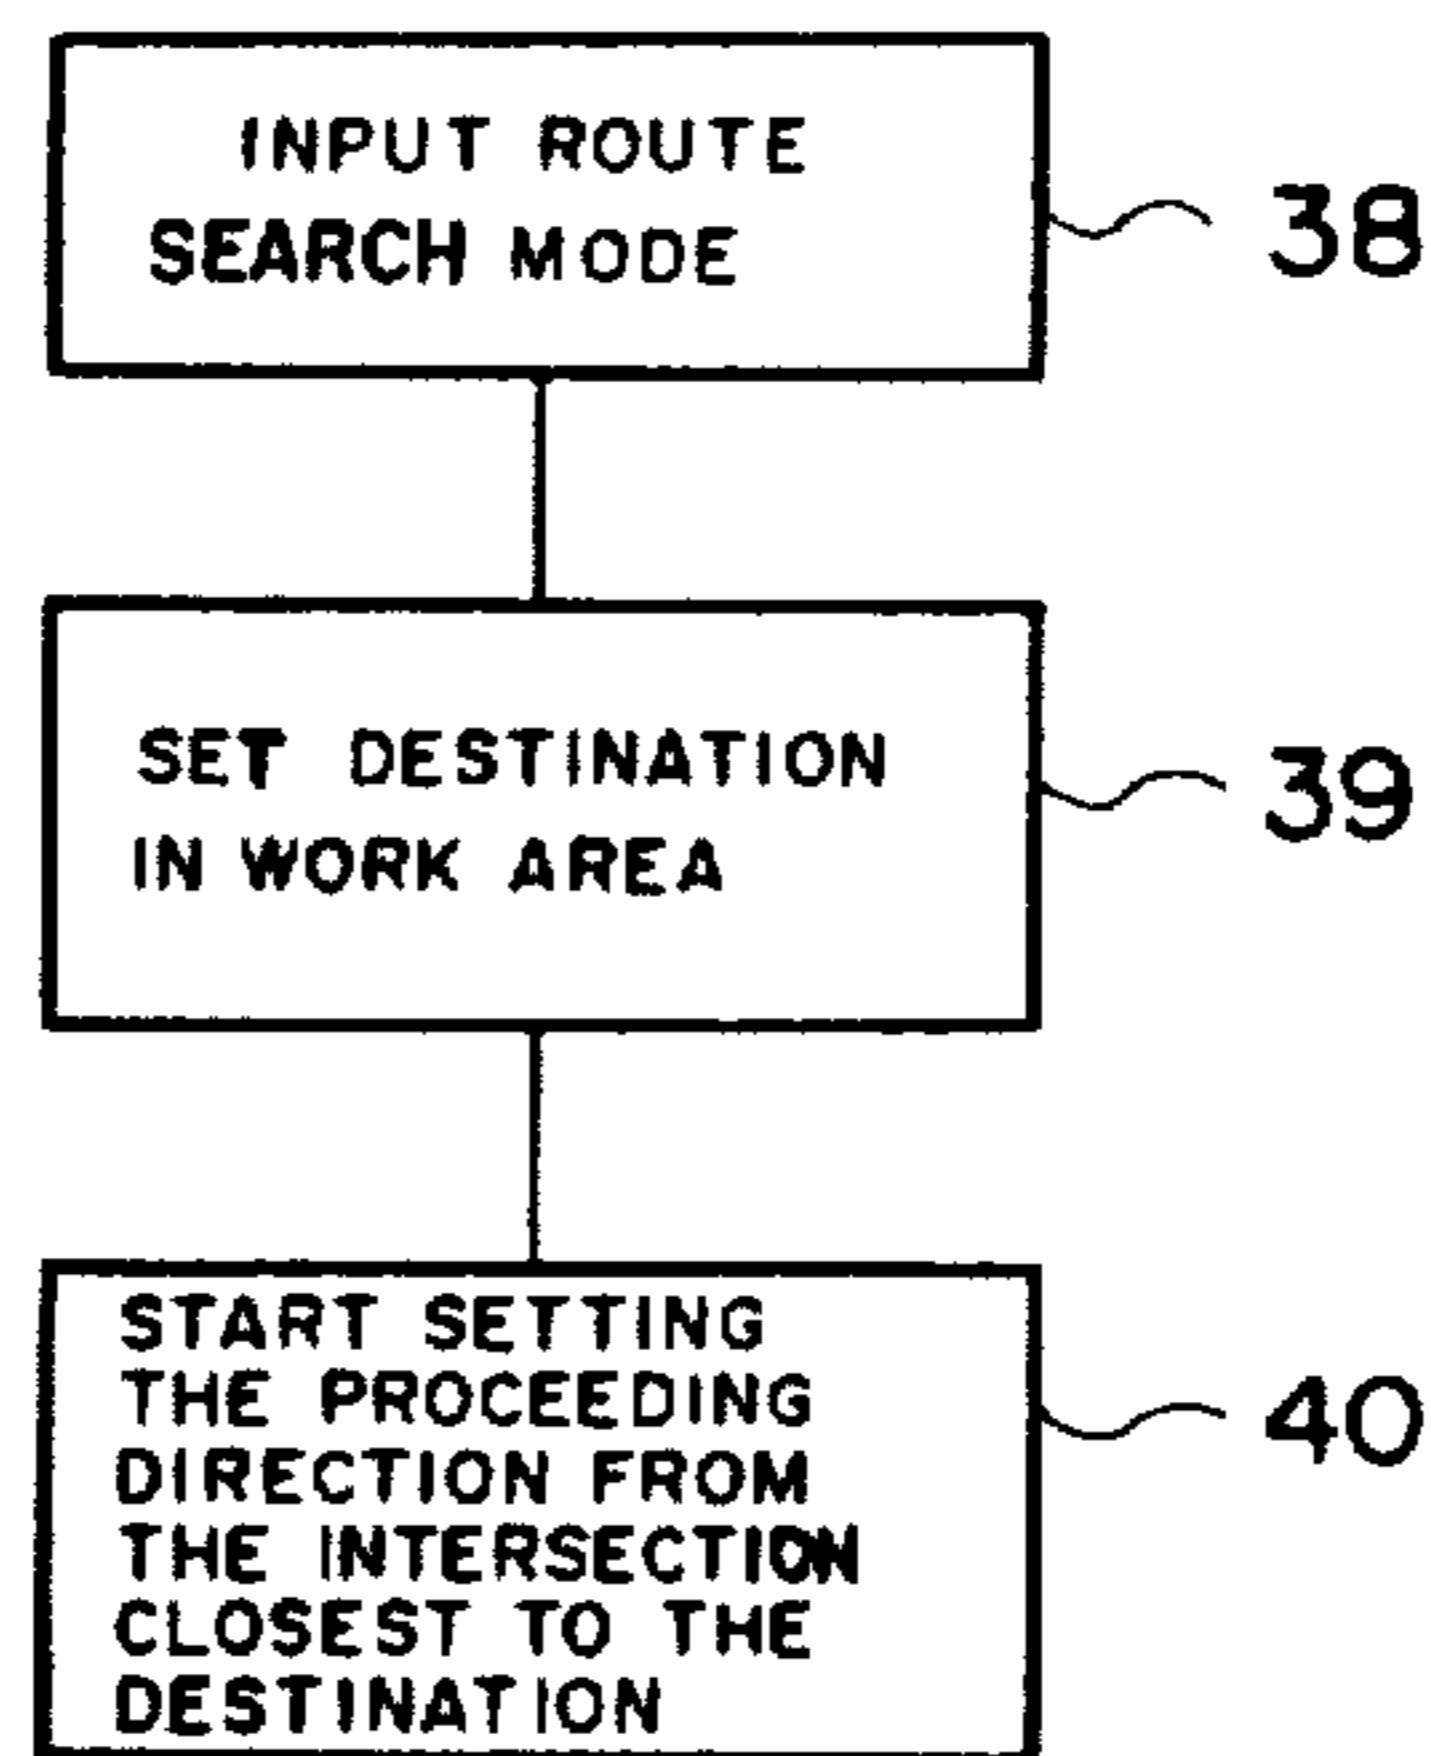 INPUT ROUTE
SEARCH MODE
38
SET DESTINATION
IN WORK AREA
39
START SETTING
THE PROCEEDING
DIRECTION FROM
THE INTERSECTION
CLOSEST TO THE
DESTINATION
40